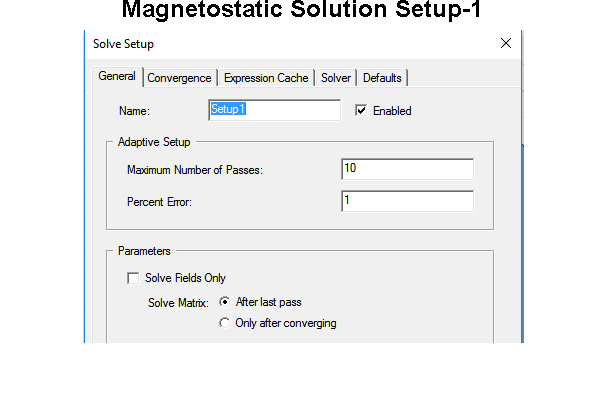 Magnetostatic Solution Setup-1
Solve Setup
General Convergence Expression Cache Solver Defaults
Name: Setup1 Enabled
Adaptive Setup
Maximum Number of Passes: 10
Percent Error: 1
Parameters
Solve Fields Only
Solve Matrix: After last pass
Only after converging